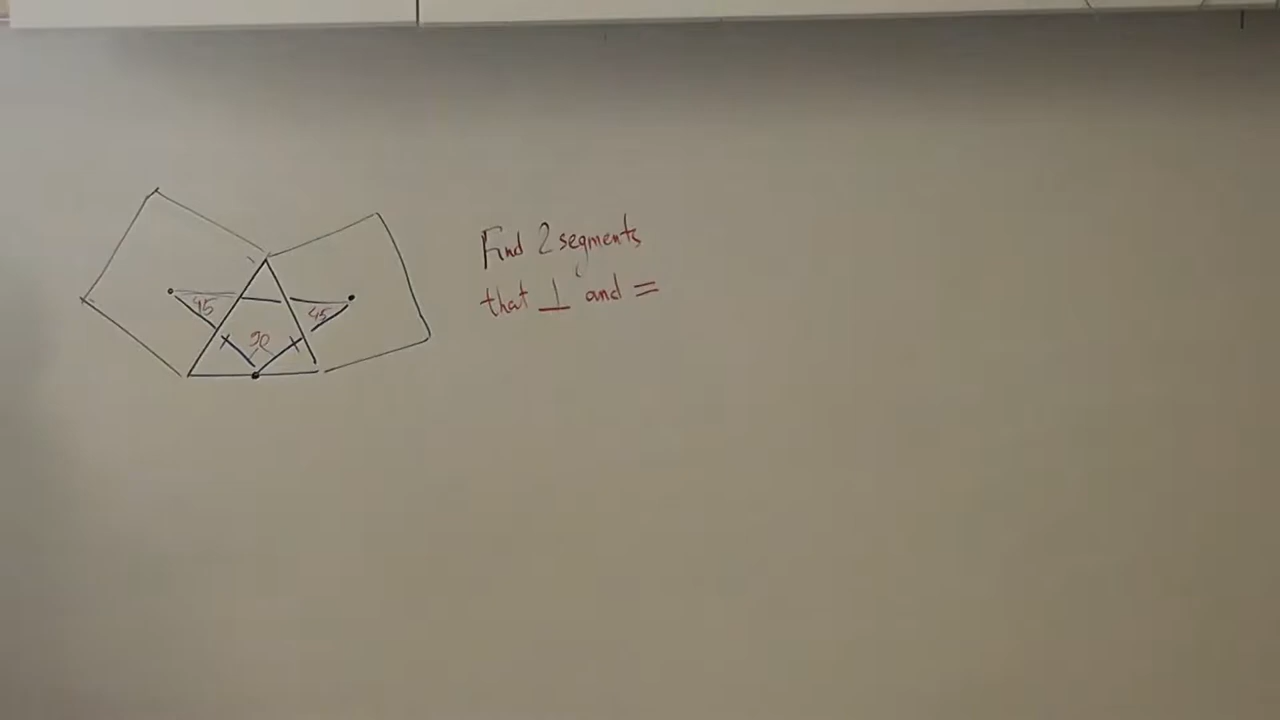 Find 2 segments
that ⊥ and =
45
45
90